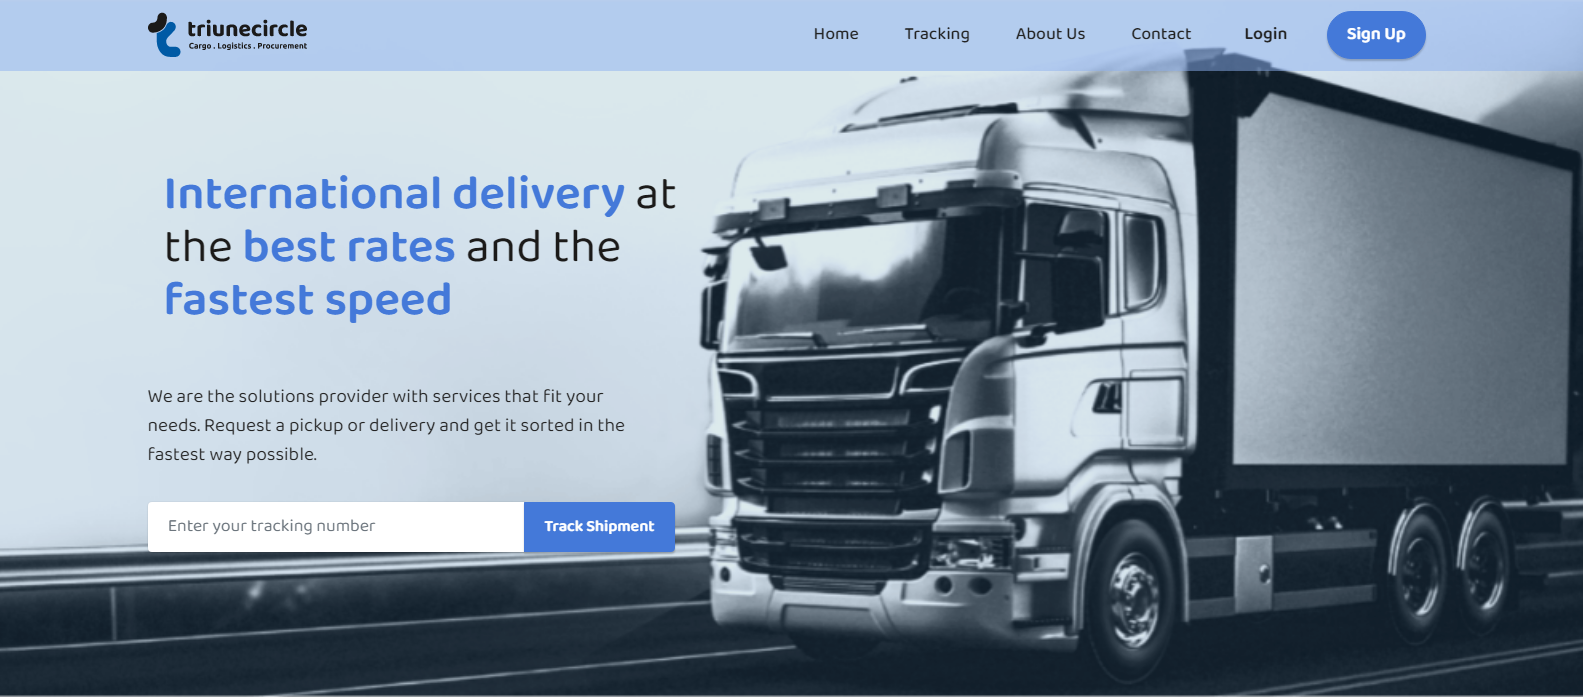 triunecircle
Cargo . Logistics . Procurement
Home Tracking About Us Contact Login Sign Up
International delivery at
the best rates and the
fastest speed
We are the solutions provider with services that fit your
needs. Request a pickup or delivery and get it sorted in the
fastest way possible.
Enter your tracking number Track Shipment